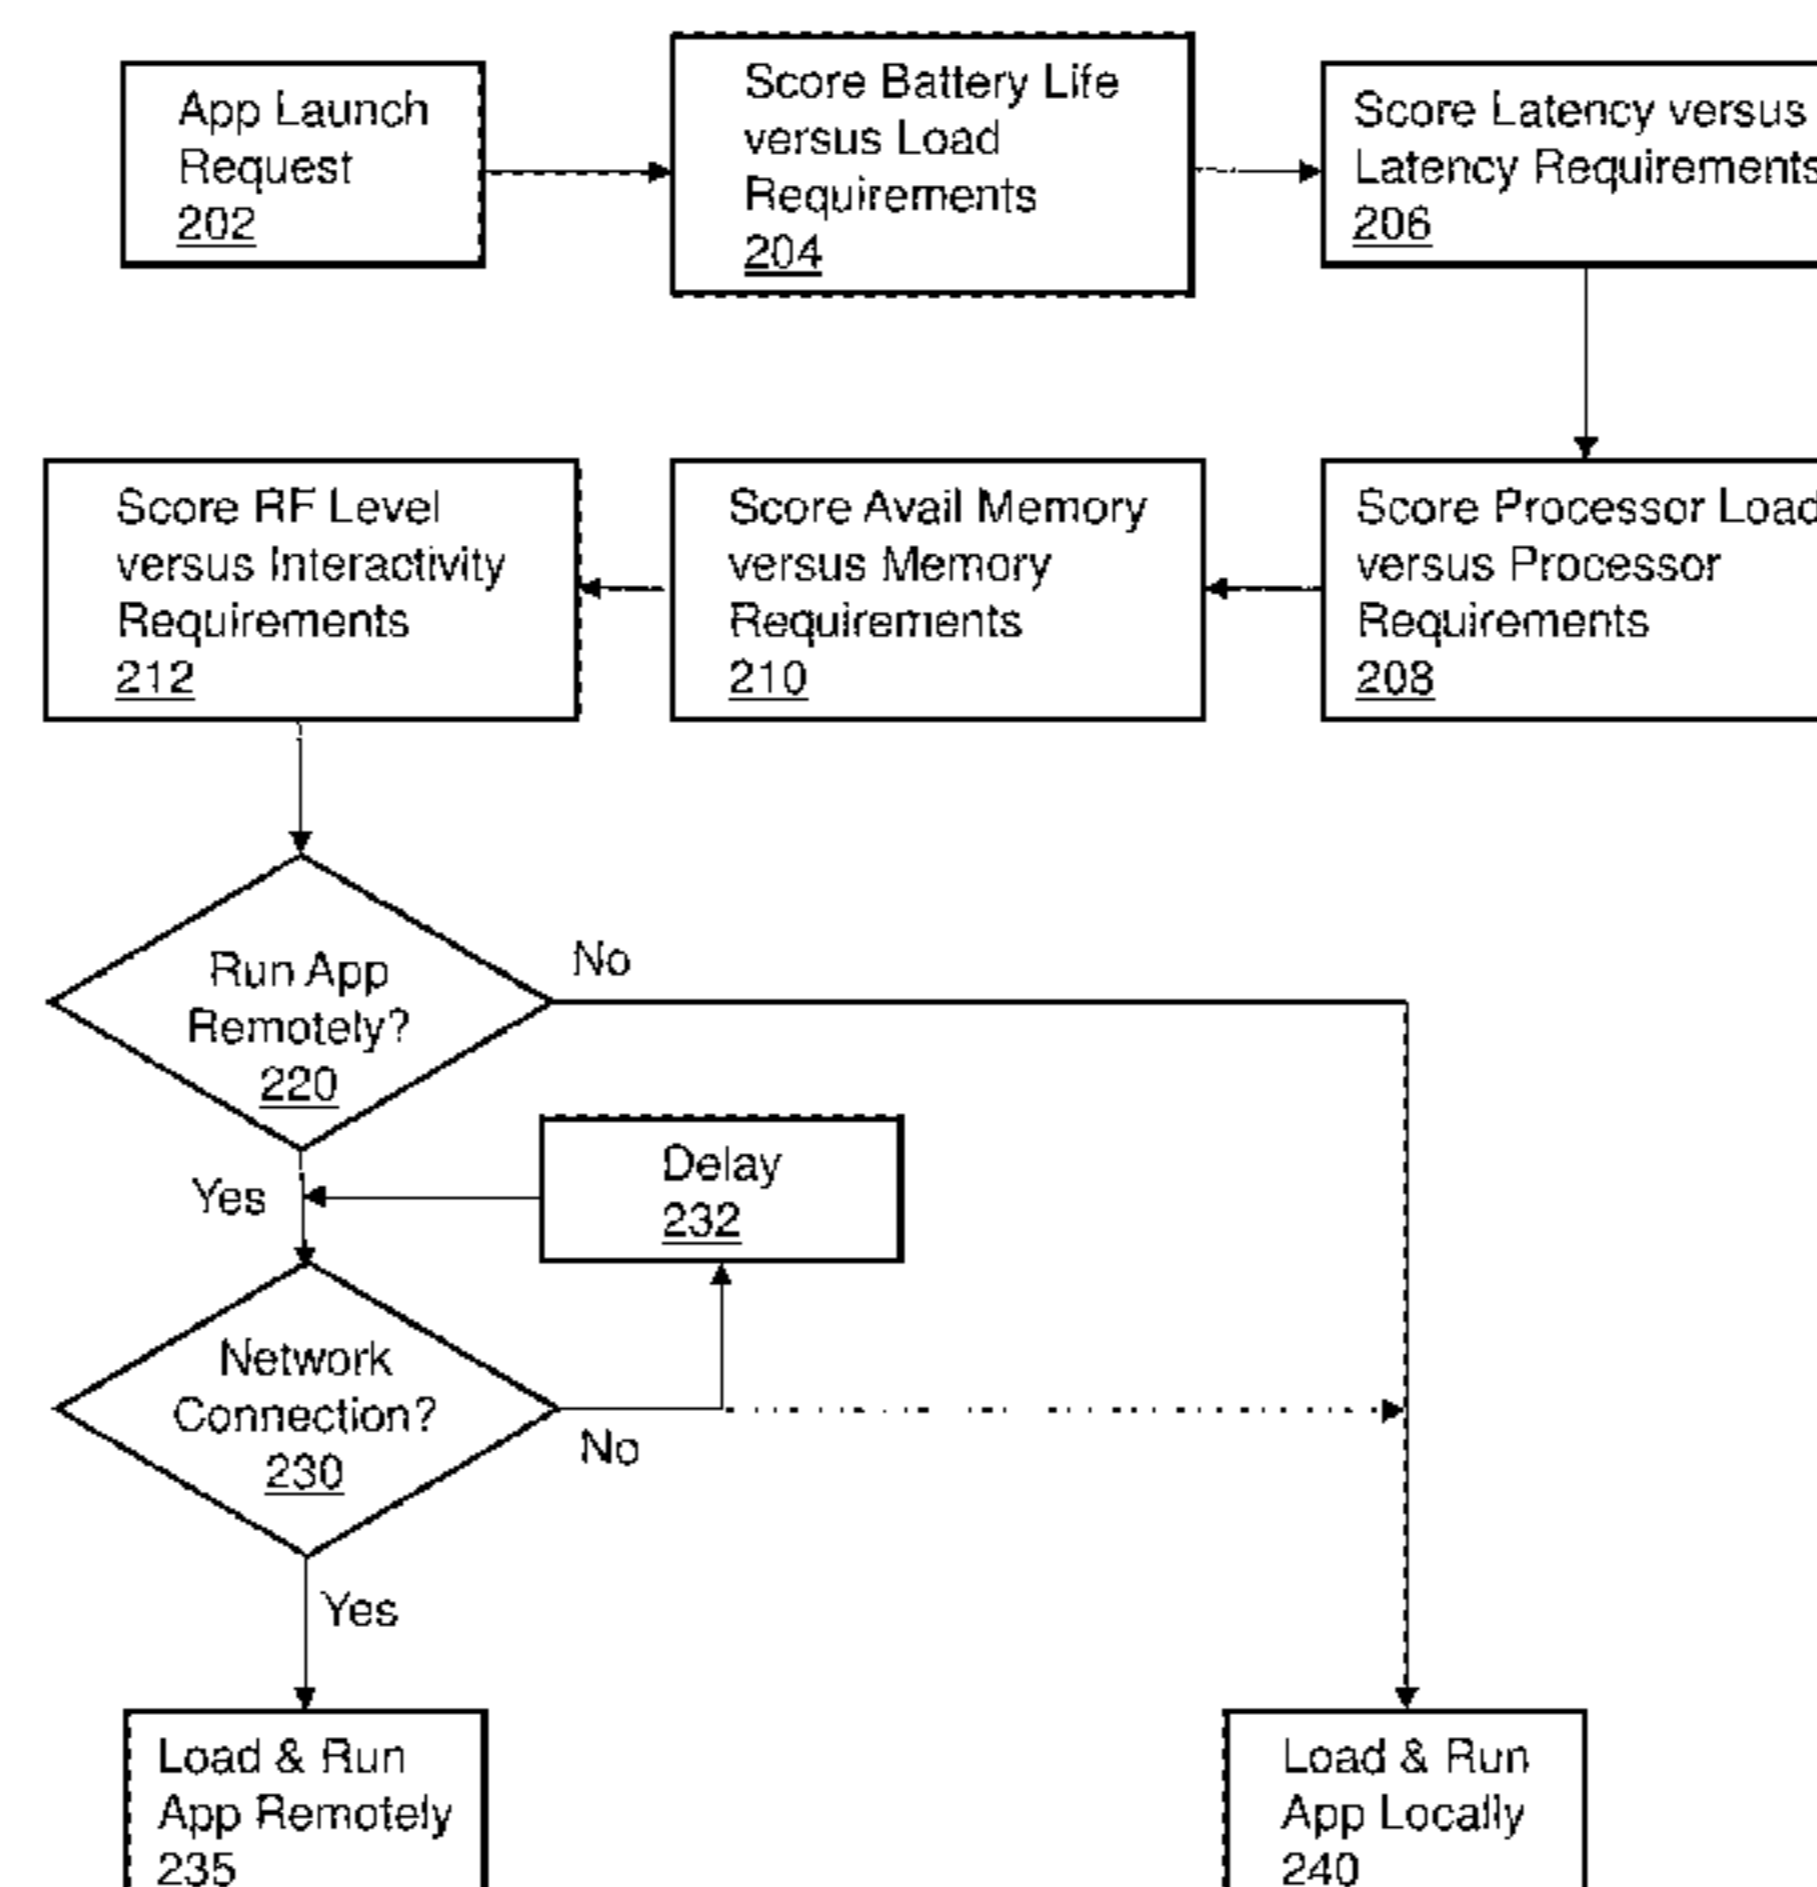 App Launch
Request
202
Score Battery Life
versus Load
Requirements
204
Score Latency versus
Latency Requirements
206
Score RF Level
versus Interactivity
Requirements
212
Score Avail Memory
versus Memory
Requirements
210
Score Processor Load
versus Processor
Requirements
208
Run App
Remotely?
220
No
Yes
Delay
232
Network
Connection?
230
No
Yes
Load & Run
App Remotely
235
Load & Run
App Locally
240